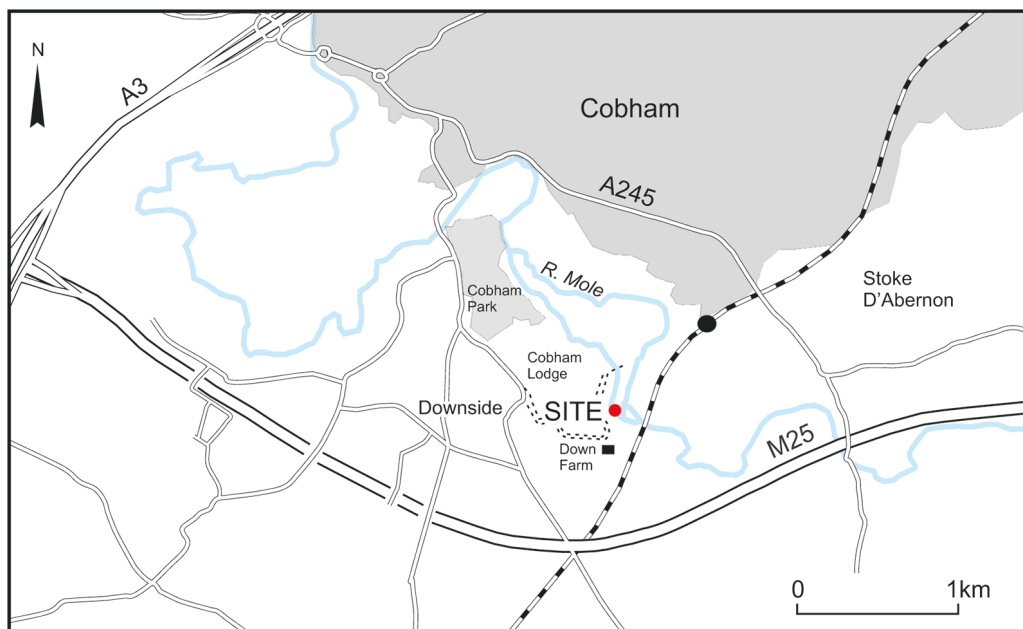 N
A3
Cobham
A245
R. Mole
Stoke
D'Abernon
Cobham
Park
Cobham
Lodge
Downside
SITE
Down
Farm
M25
0
1km